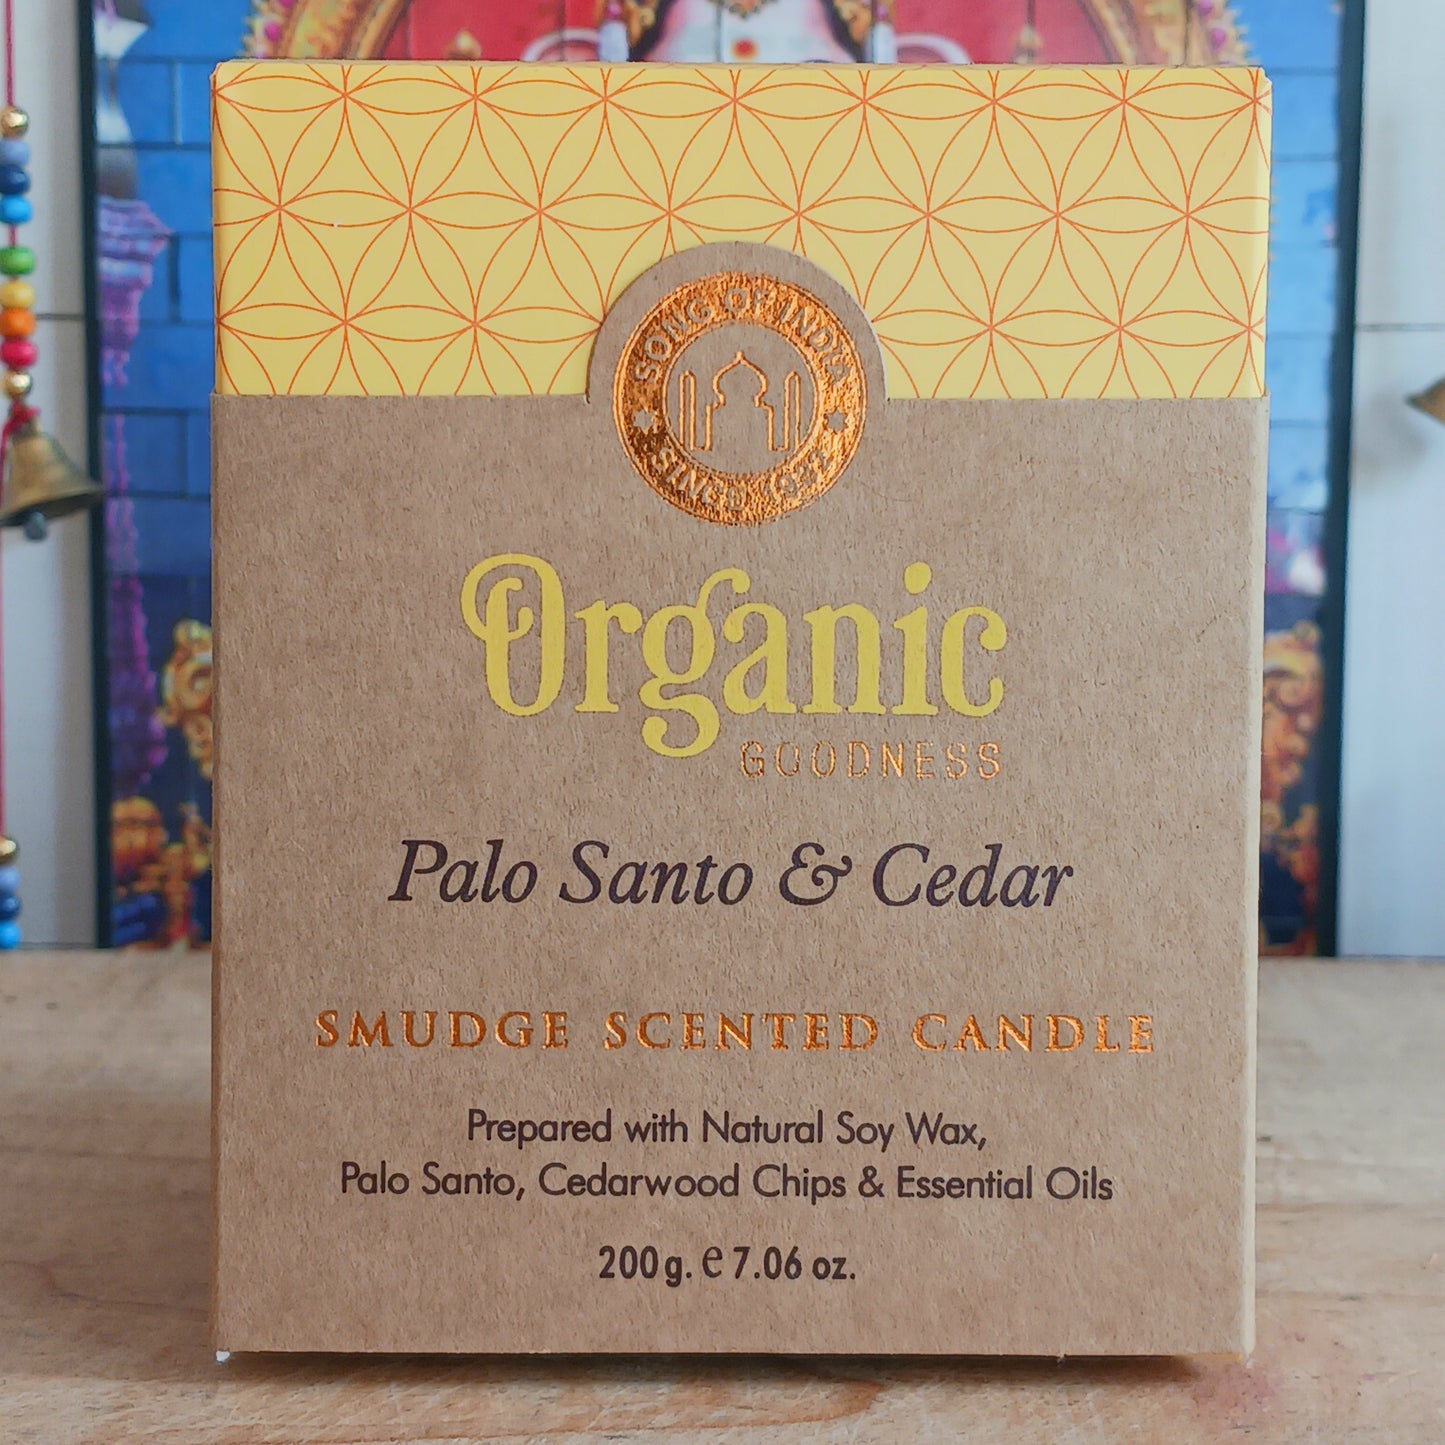 SONG OF INDIA
SINCE 1932
Organic
GOODNESS
Palo Santo & Cedar
SMUDGE SCENTED CANDLE
Prepared with Natural Soy Wax,
Palo Santo, Cedarwood Chips & Essential Oils
200g. e 7.06 oz.